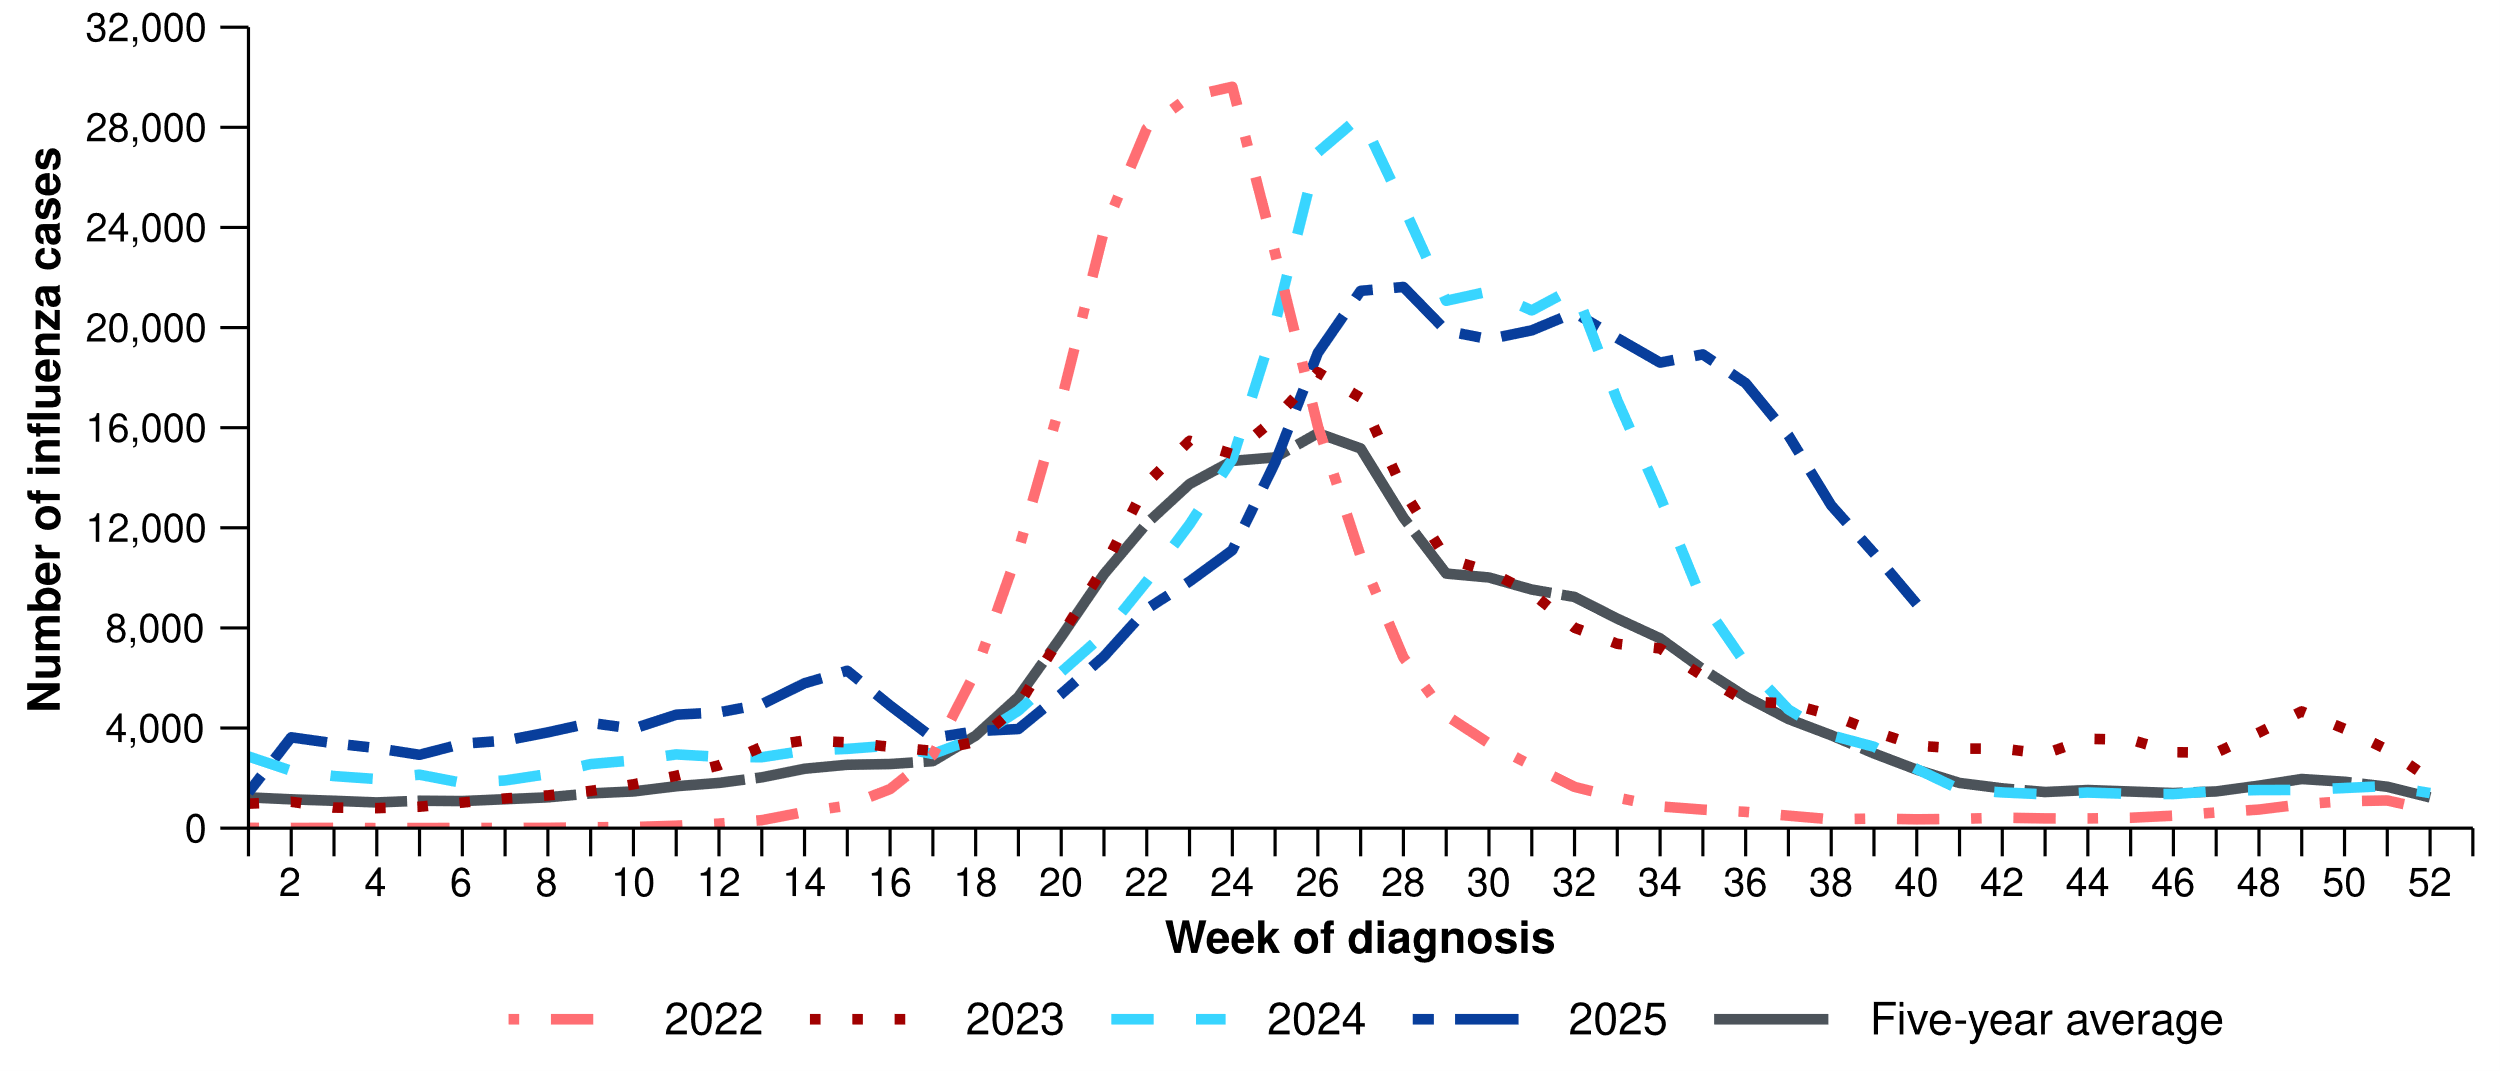 32,000
28,000
24,000
20,000
16,000
12,000
8,000
4,000
0
Number of influenza cases
2 4 6 8 10 12 14 16 18 20 22 24 26 28 30 32 34 36 38 40 42 44 46 48 50 52
Week of diagnosis
2022 2023 2024 2025 Five-year average